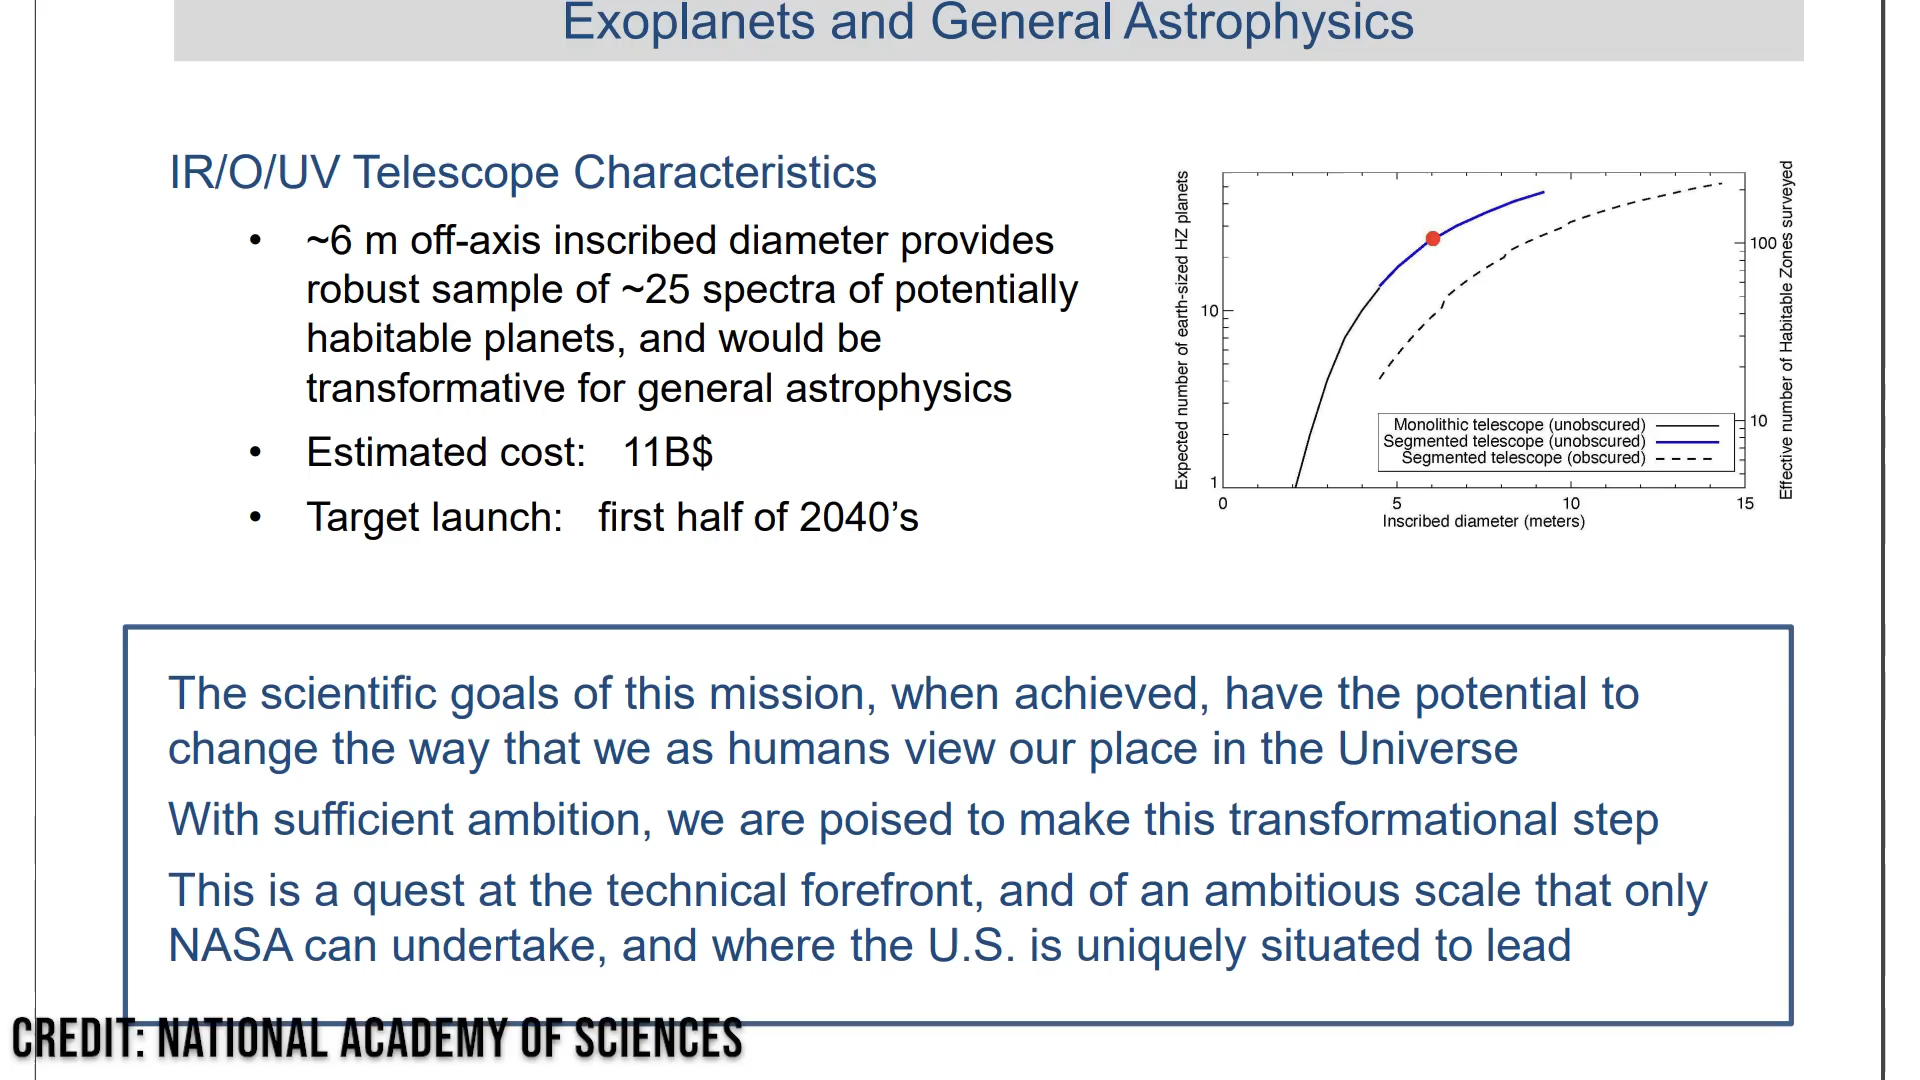 Exoplanets and General Astrophysics
IR/O/UV Telescope Characteristics
• ~6 m off-axis inscribed diameter provides
robust sample of ~25 spectra of potentially
habitable planets, and would be
transformative for general astrophysics
• Estimated cost: 11B$
• Target launch: first half of 2040’s
Expected number of earth-sized HZ planets
10
1
Monolithic telescope (unobscured)
Segmented telescope (unobscured)
Segmented telescope (obscured)
0 5 10 15
Inscribed diameter (meters)
100
10
Effective number of Habitable Zones surveyed
The scientific goals of this mission, when achieved, have the potential to
change the way that we as humans view our place in the Universe
With sufficient ambition, we are poised to make this transformational step
This is a quest at the technical forefront, and of an ambitious scale that only
NASA can undertake, and where the U.S. is uniquely situated to lead
CREDIT: NATIONAL ACADEMY OF SCIENCES